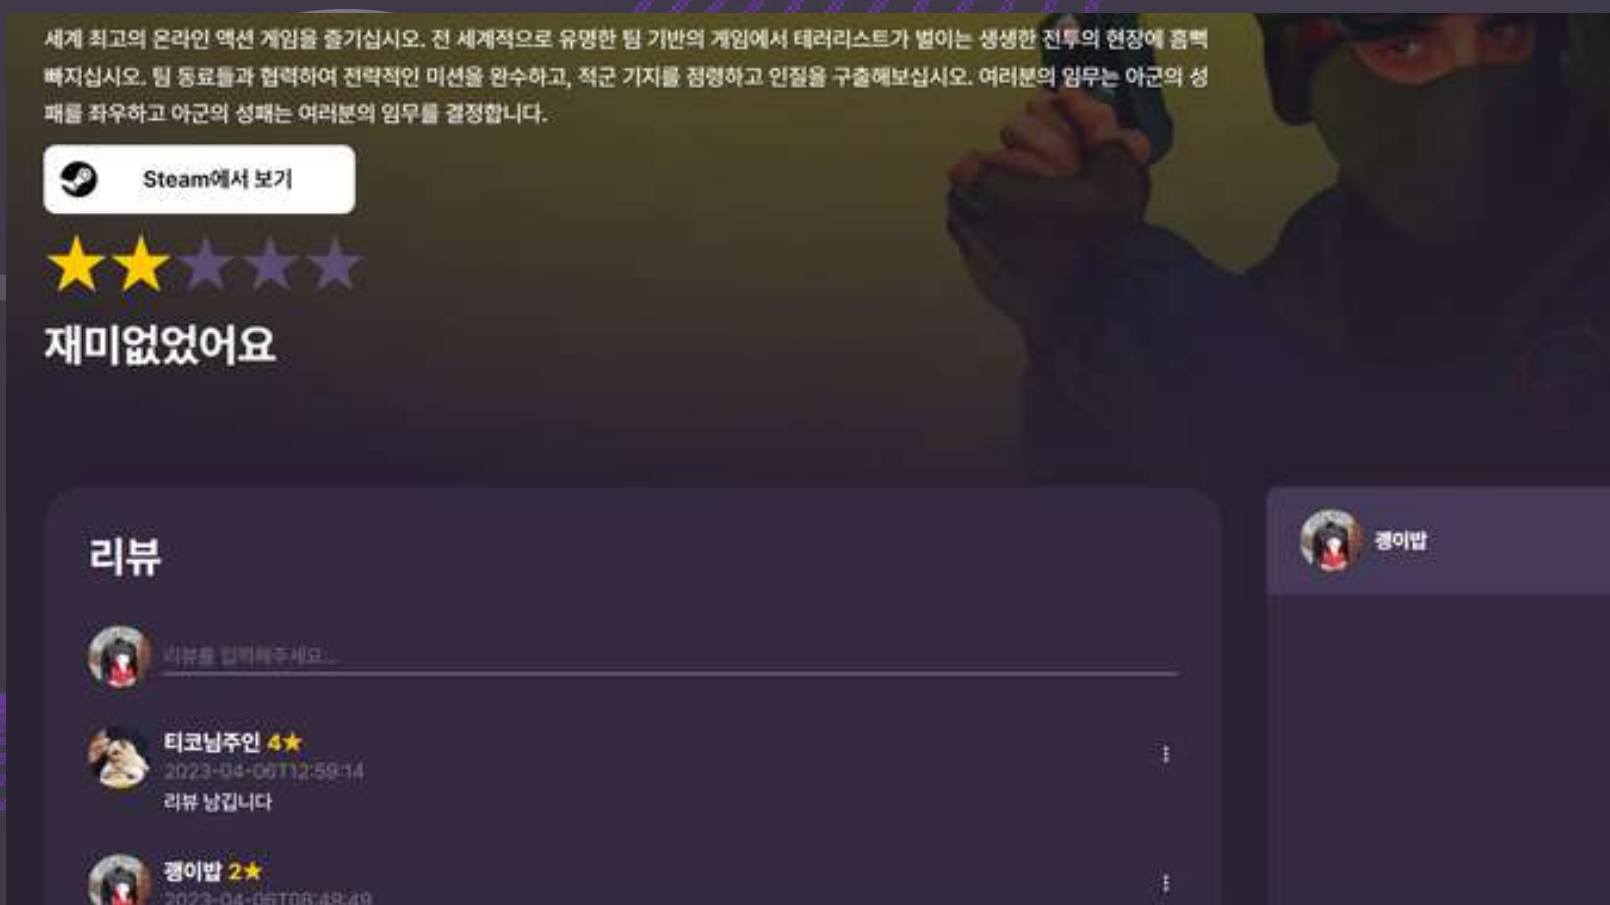 세계 최고의 온라인 액션 게임을 즐기십시오. 전 세계적으로 유명한 팀 기반의 게임에서 테러리스트가 벌이는 생생한 전투의 현장에 흠뻑
빠지십시오. 팀 동료들과 협력하여 전략적인 미션을 완수하고, 적군 기지를 점령하고 인질을 구출해보십시오. 여러분의 임무는 아군의 성
패를 좌우하고 아군의 성패는 여러분의 임무를 결정합니다.
Steam에서 보기
재미없었어요
리뷰
괭이밥
리뷰를 입력해주세요...
티코님주인 4★
2023-04-06T12:59:14
리뷰 남깁니다
괭이밥 2★
2023-04-06T08:49:49